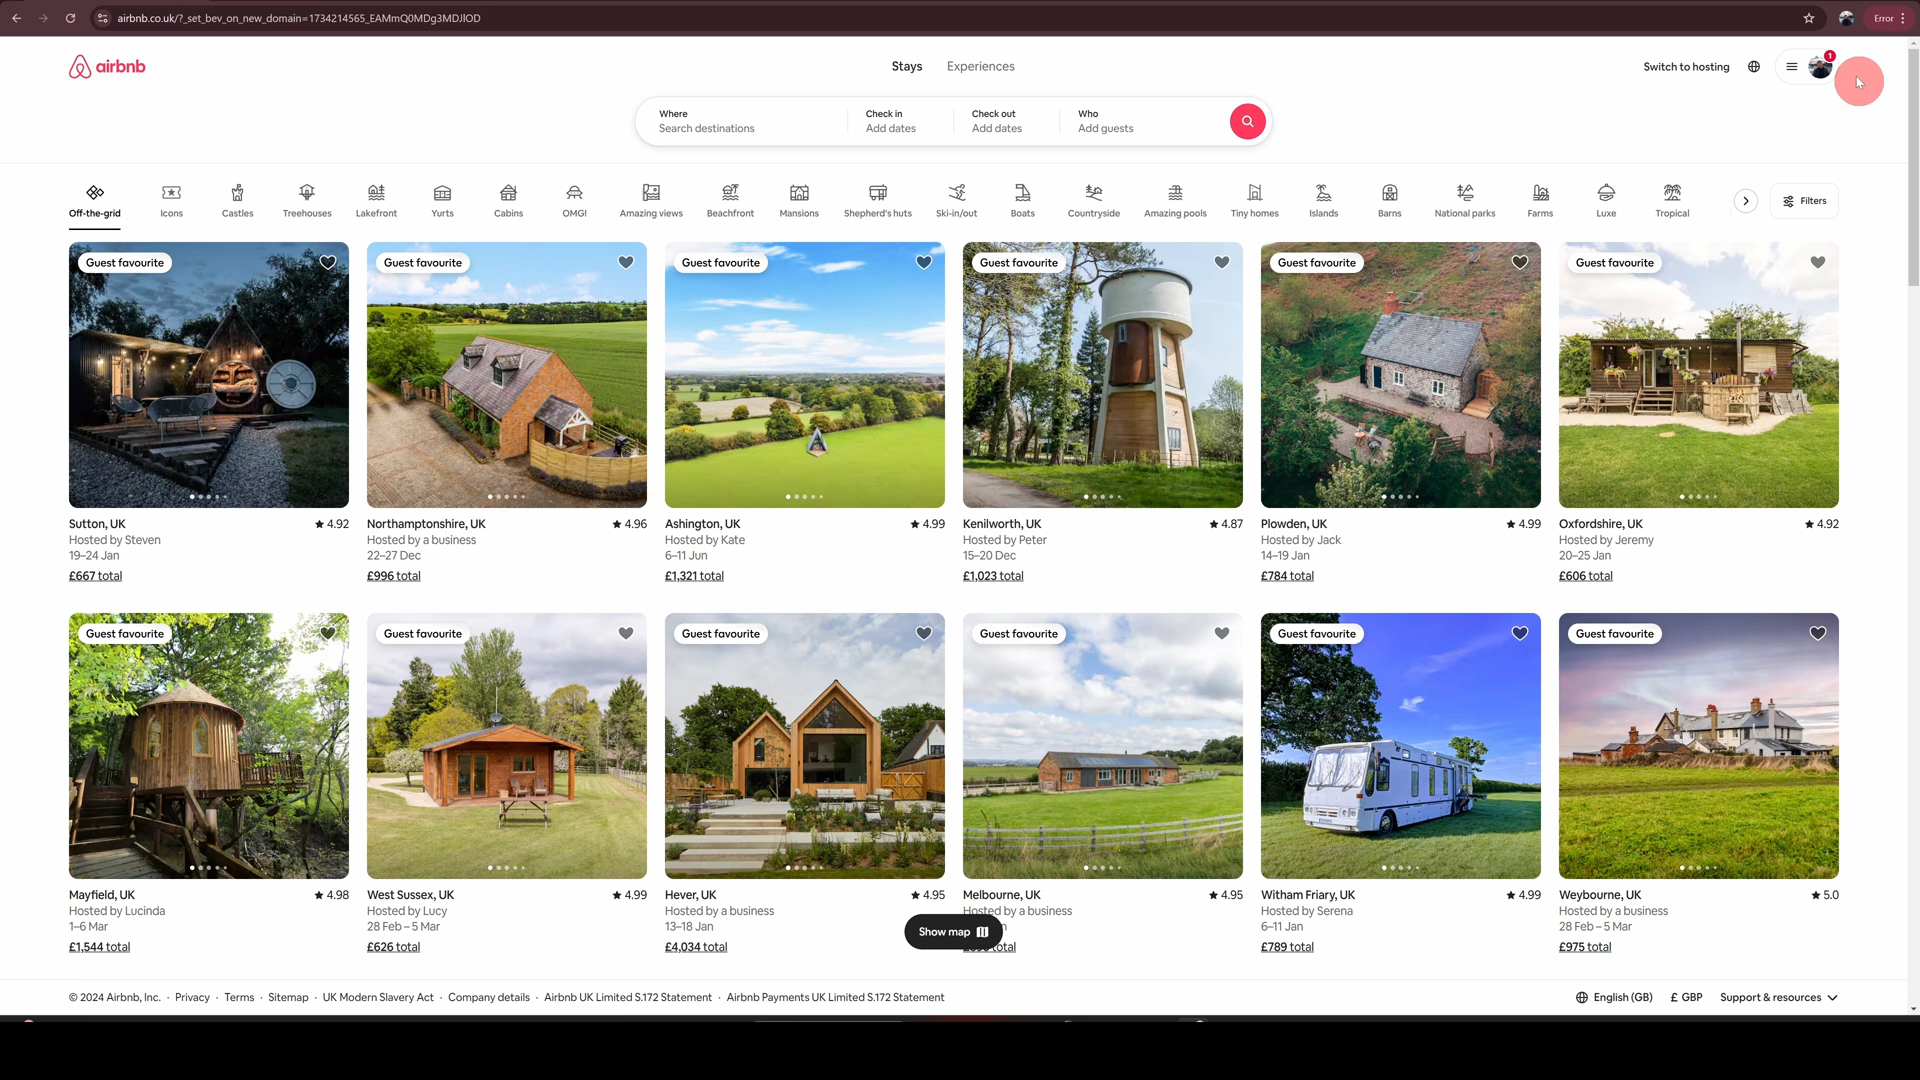 airbnb.co.uk/?_set_bev_on_new_domain=1734214565_EAMmQ0MDg3MDJlOD
Error
airbnb
Stays
Experiences
Switch to hosting
1
Where
Search destinations
Check in
Add dates
Check out
Add dates
Who
Add guests
Off-the-grid
Icons
Castles
Treehouses
Lakefront
Yurts
Cabins
OMG!
Amazing views
Beachfront
Mansions
Shepherd's huts
Ski-in/out
Boats
Countryside
Amazing pools
Tiny homes
Islands
Barns
National parks
Farms
Luxe
Tropical
Filters
Guest favourite
Sutton, UK
4.92
Hosted by Steven
19–24 Jan
£667 total
Guest favourite
Northamptonshire, UK
4.96
Hosted by a business
22–27 Dec
£996 total
Guest favourite
Ashington, UK
4.99
Hosted by Kate
6–11 Jun
£1,321 total
Guest favourite
Kenilworth, UK
4.87
Hosted by Peter
15–20 Dec
£1,023 total
Guest favourite
Plowden, UK
4.99
Hosted by Jack
14–19 Jan
£784 total
Guest favourite
Oxfordshire, UK
4.92
Hosted by Jeremy
20–25 Jan
£606 total
Guest favourite
Mayfield, UK
4.98
Hosted by Lucinda
1–6 Mar
£1,544 total
Guest favourite
West Sussex, UK
4.99
Hosted by Lucy
28 Feb – 5 Mar
£626 total
Guest favourite
Hever, UK
4.95
Hosted by a business
13–18 Jan
£4,034 total
Guest favourite
Melbourne, UK
4.95
Hosted by a business
total
Guest favourite
Witham Friary, UK
4.99
Hosted by Serena
6–11 Jan
£789 total
Guest favourite
Weybourne, UK
5.0
Hosted by a business
28 Feb – 5 Mar
£975 total
Show map
© 2024 Airbnb, Inc. · Privacy · Terms · Sitemap · UK Modern Slavery Act · Company details · Airbnb UK Limited S.172 Statement · Airbnb Payments UK Limited S.172 Statement
English (GB)
£ GBP
Support & resources